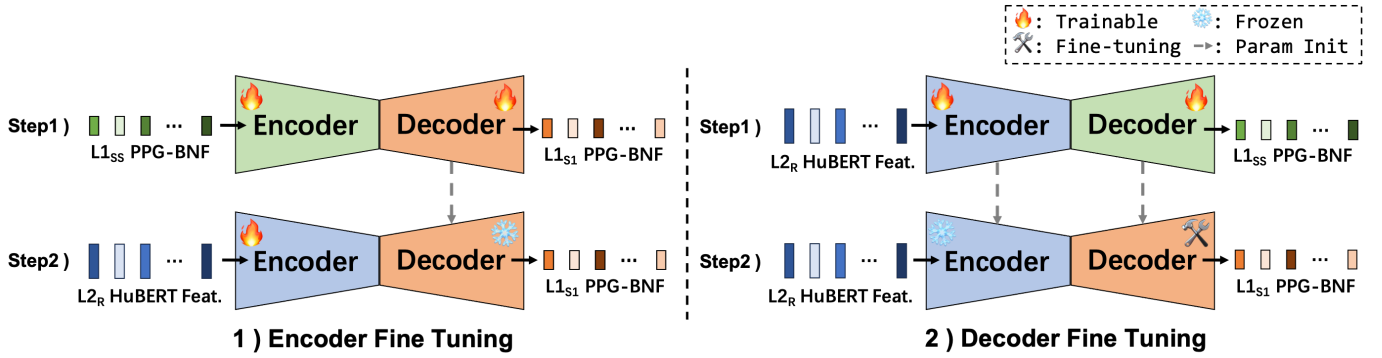 🔥: Trainable ❄️: Frozen
🛠: Fine-tuning --➔: Param Init
Step1 ) ... Encoder Decoder ...
L1SS PPG-BNF L1S1 PPG-BNF
Step2 ) ... Encoder Decoder ...
L2R HuBERT Feat. L1S1 PPG-BNF
1 ) Encoder Fine Tuning
Step1 ) ... Encoder Decoder ...
L2R HuBERT Feat. L1SS PPG-BNF
Step2 ) ... Encoder Decoder ...
L2R HuBERT Feat. L1S1 PPG-BNF
2 ) Decoder Fine Tuning